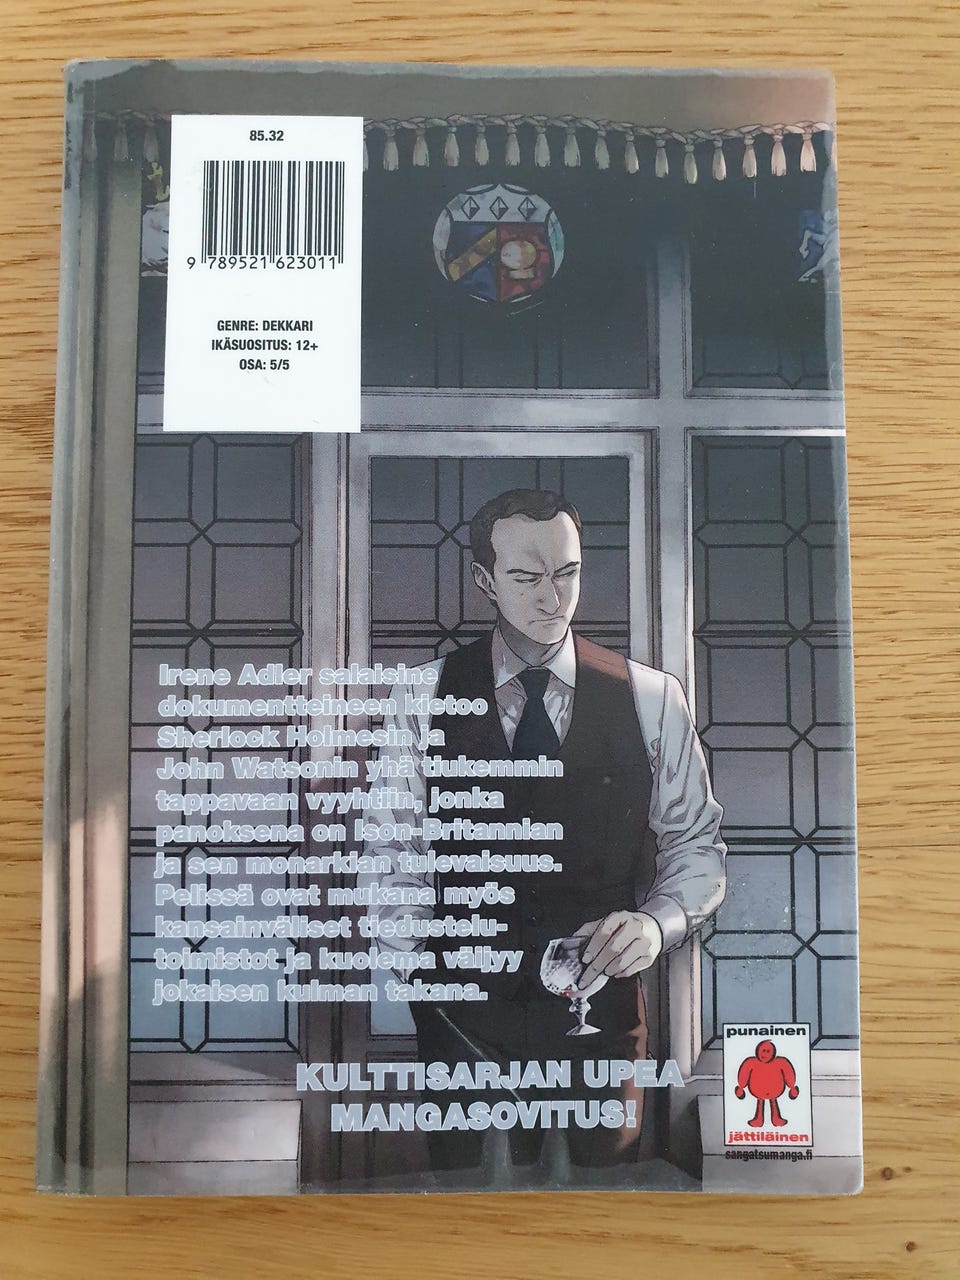 85.32
9 789521 623011
GENRE: DEKKARI
IKÄSUOSITUS: 12+
OSA: 5/5
Irene Adler salaisine
dokumentteineen kietoo
Sherlock Holmesin ja
John Watsonin yhä tiukemmin
tappavaan vyyhtiin, jonka
panoksena on Ison-Britannian
ja sen monarkian tulevaisuus.
Pelissä ovat mukana myös
kansainväliset tiedustelu-
toimistot ja kuolema väijyy
jokaisen kulman takana.
KULTTISARJAN UPEA
MANGASOVITUS!
punainen
jättiläinen
sangatsumanga.fi